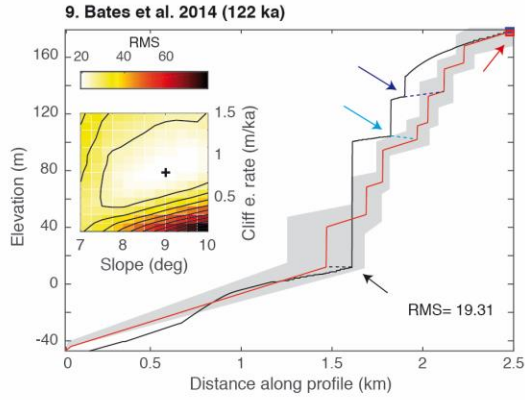 9. Bates et al. 2014 (122 ka)
RMS
20 40 60
160
120
80
40
0
-40
Elevation (m)
1.5
1
0.5
Cliff e. rate (m/ka)
7 8 9 10
Slope (deg)
RMS= 19.31
0 0.5 1 1.5 2 2.5
Distance along profile (km)